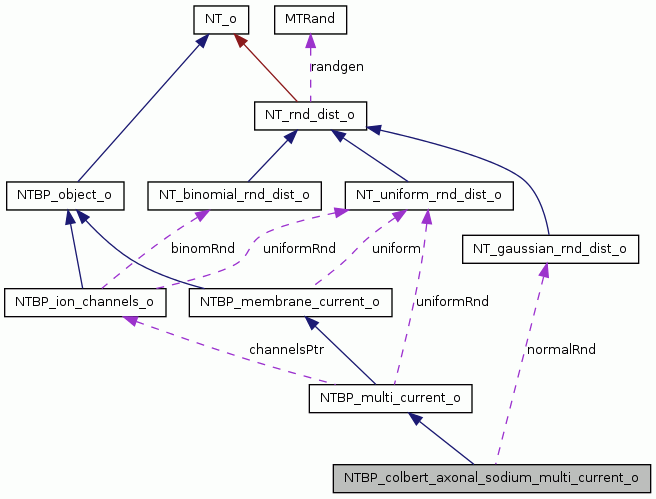 NT_o
MTRand
randgen
NT_rnd_dist_o
NTBP_object_o
NT_binomial_rnd_dist_o
NT_uniform_rnd_dist_o
NT_gaussian_rnd_dist_o
binomRnd
uniformRnd
uniform
NTBP_ion_channels_o
NTBP_membrane_current_o
uniformRnd
channelsPtr
normalRnd
NTBP_multi_current_o
NTBP_colbert_axonal_sodium_multi_current_o